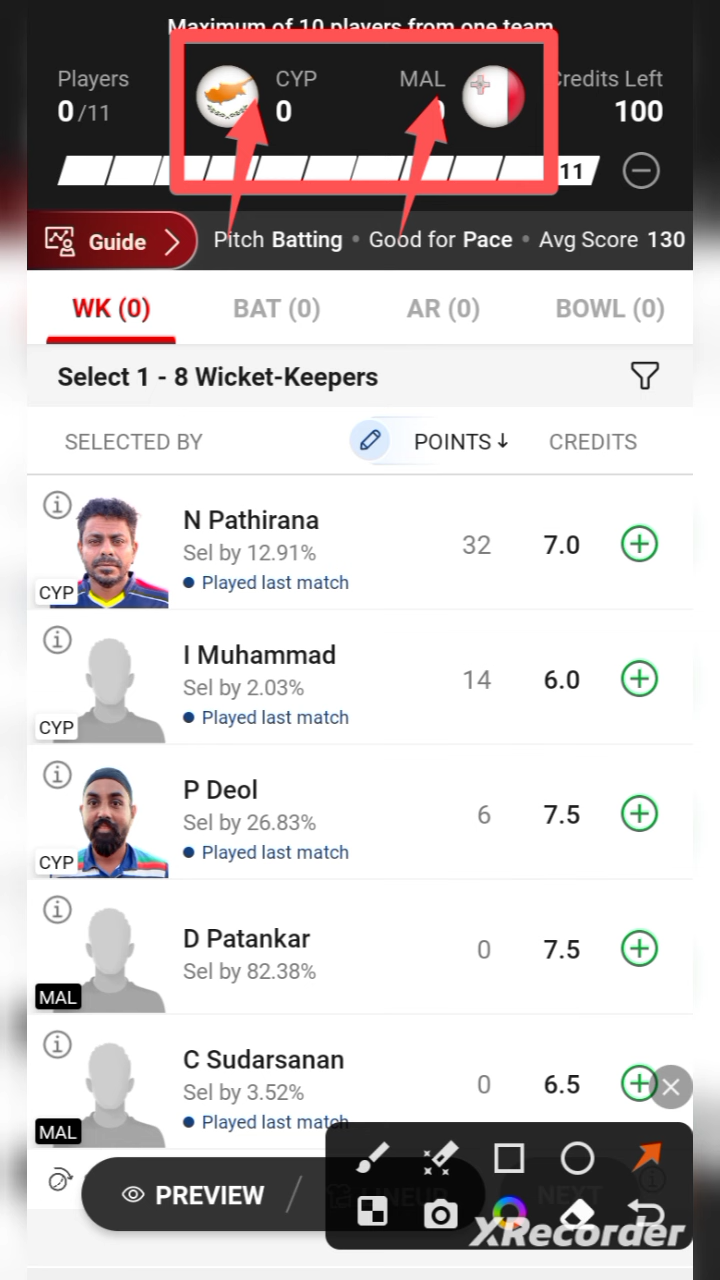 Maximum of 10 players from one team
Players CYP MAL Credits Left
0/11 0 0 100
11
Guide Pitch Batting • Good for Pace • Avg Score 130
WK (0) BAT (0) AR (0) BOWL (0)
Select 1 - 8 Wicket-Keepers
SELECTED BY POINTS↓ CREDITS
N Pathirana
Sel by 12.91% 32 7.0
Played last match
CYP
I Muhammad
Sel by 2.03% 14 6.0
Played last match
CYP
P Deol
Sel by 26.83% 6 7.5
Played last match
CYP
D Patankar
Sel by 82.38% 0 7.5
MAL
C Sudarsanan
Sel by 3.52% 0 6.5
Played last match
MAL
PREVIEW / LINEUP NEXT
XRecorder